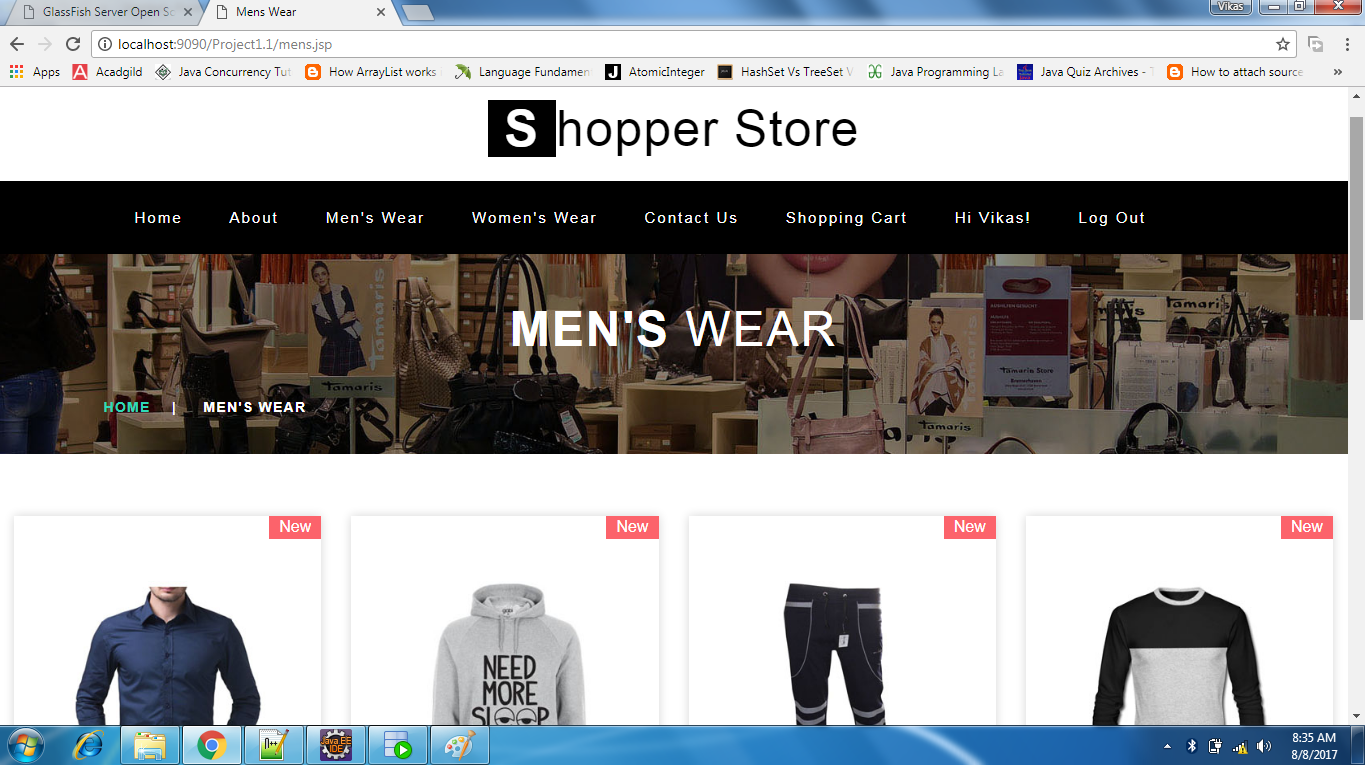 GlassFish Server Open Sc
Mens Wear
Vikas
localhost:9090/Project1.1/mens.jsp
Apps
Acadgild
Java Concurrency Tut
How ArrayList works
Language Fundamen
AtomicInteger
HashSet Vs TreeSet V
Java Programming La
Java Quiz Archives - T
How to attach source
»
Shopper Store
Home About Men's Wear Women's Wear Contact Us Shopping Cart Hi Vikas! Log Out
MEN'S WEAR
HOME | MEN'S WEAR
Tamaris
Tamaris
Tamaris
Tamaris
Tamaris
Tamaris Store
Tamaris
New
New
New
New
NEED
MORE
SLOOP
Java EE
IDE
8:35 AM
8/8/2017